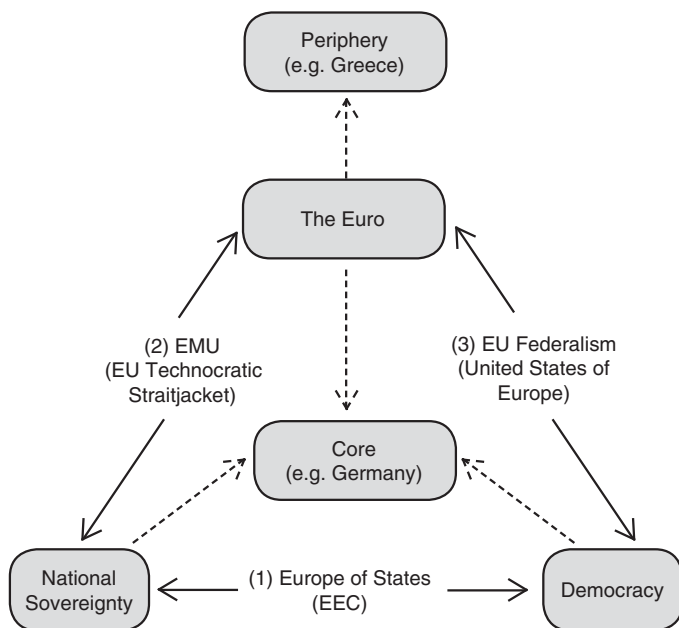 Periphery
(e.g. Greece)
The Euro
(2) EMU
(EU Technocratic
Straitjacket)
(3) EU Federalism
(United States of
Europe)
Core
(e.g. Germany)
National
Sovereignty
(1) Europe of States
(EEC)
Democracy